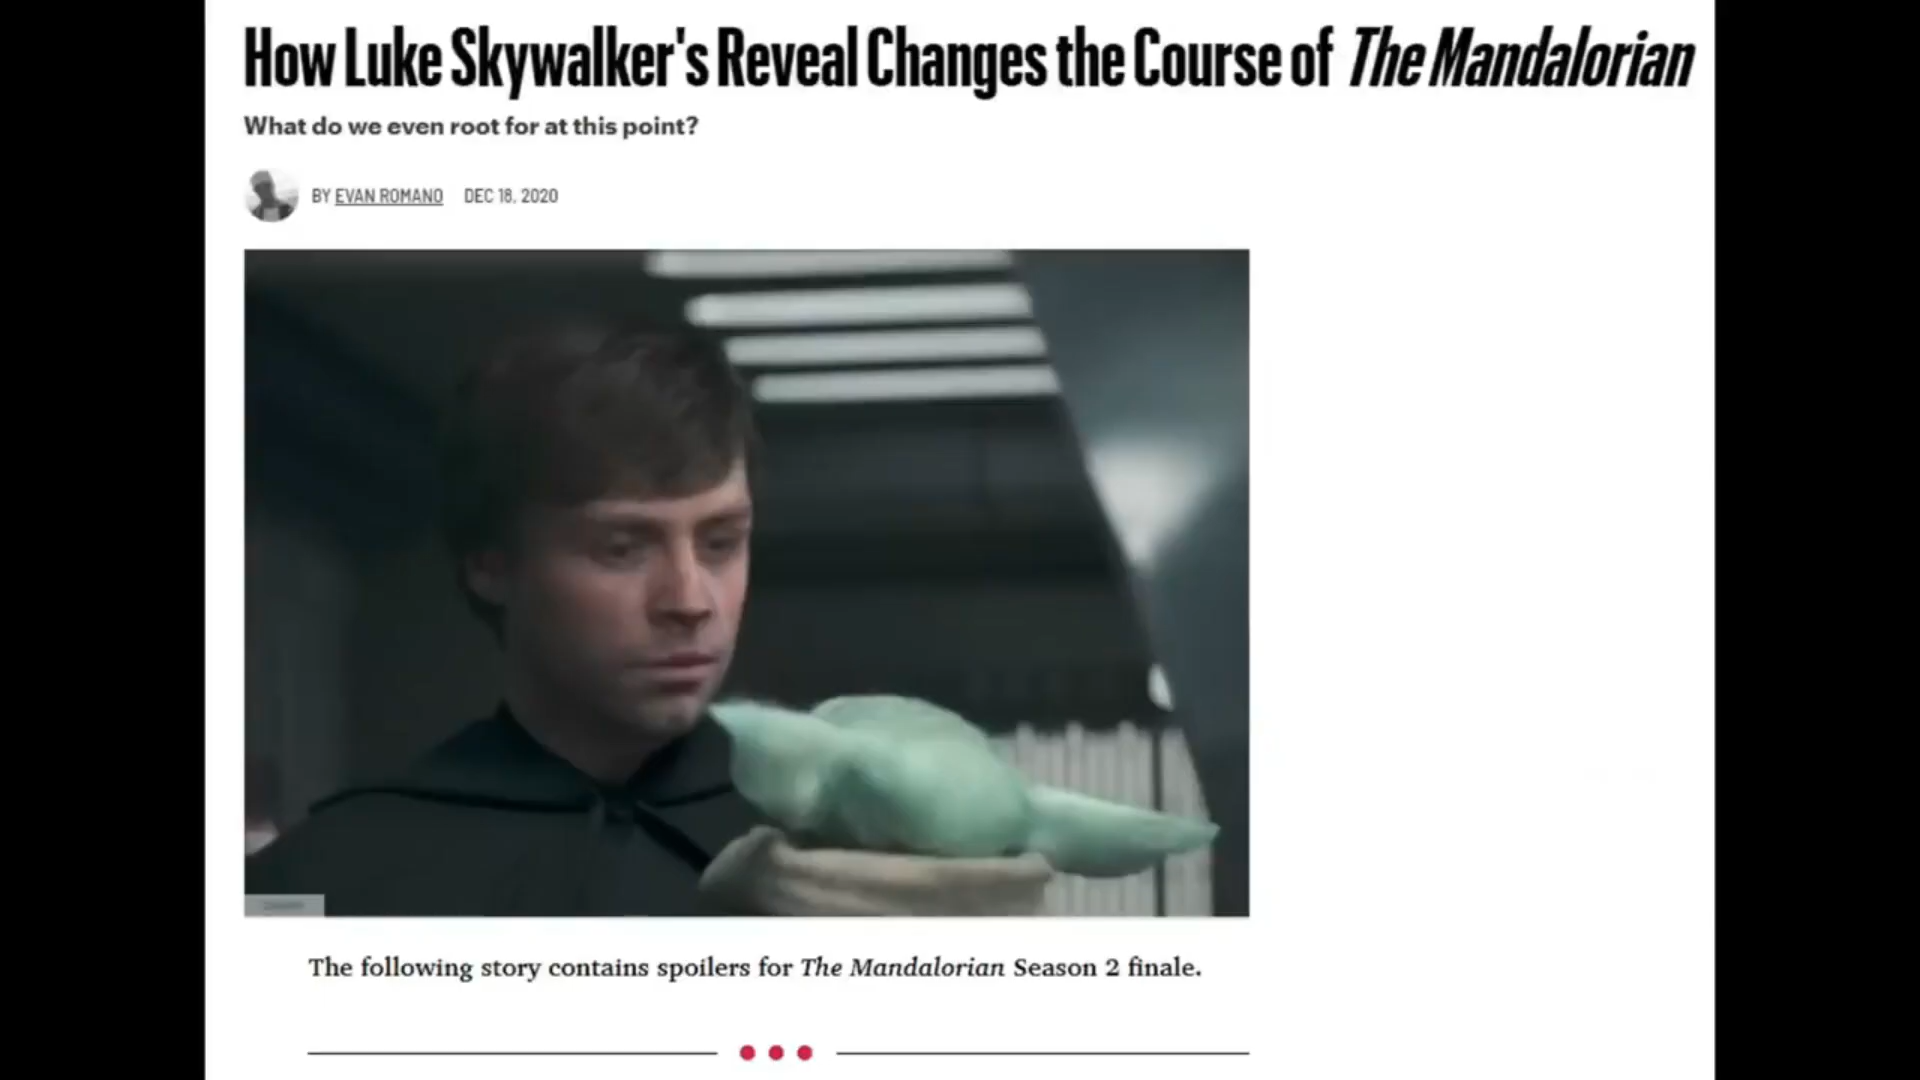 How Luke Skywalker's Reveal Changes the Course of The Mandalorian
What do we even root for at this point?
BY EVAN ROMANO DEC 18, 2020
The following story contains spoilers for The Mandalorian Season 2 finale.